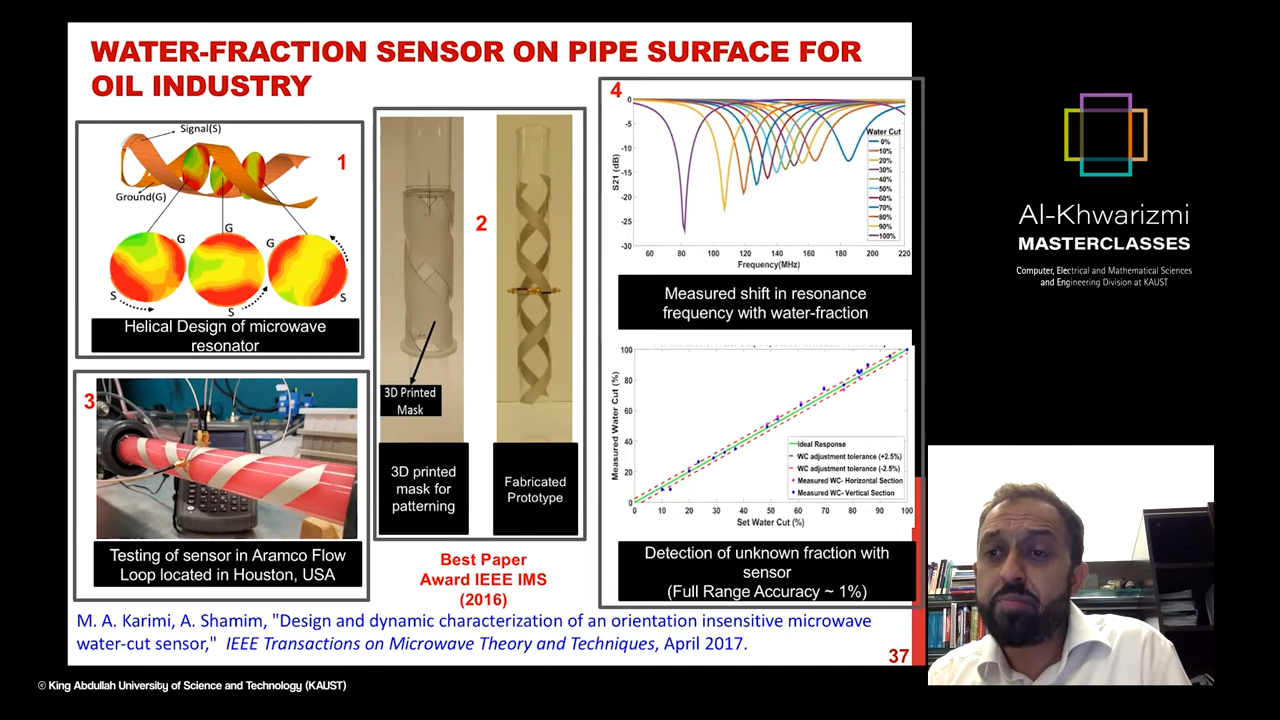 WATER-FRACTION SENSOR ON PIPE SURFACE FOR
OIL INDUSTRY
Signal(S)
1
Ground(G)
G
G
G
S
S
S
Helical Design of microwave
resonator
3
Testing of sensor in Aramco Flow
Loop located in Houston, USA
2
3D Printed
Mask
3D printed
mask for
patterning
Fabricated
Prototype
Best Paper
Award IEEE IMS
(2016)
4
0
-5
-10
-15
-20
-25
-30
S21 (dB)
60 80 100 120 140 160 180 200 220
Frequency(MHz)
Water Cut
0%
10%
20%
30%
40%
50%
60%
70%
80%
90%
100%
Measured shift in resonance
frequency with water-fraction
100
80
60
40
20
0
Measured Water Cut (%)
0 10 20 30 40 50 60 70 80 90 100
Set Water Cut (%)
Ideal Response
WC adjustment tolerance (+2.5%)
WC adjustment tolerance (-2.5%)
Measured WC- Horizontal Section
Measured WC- Vertical Section
Detection of unknown fraction with
sensor
(Full Range Accuracy ~ 1%)
M. A. Karimi, A. Shamim, "Design and dynamic characterization of an orientation insensitive microwave
water-cut sensor," IEEE Transactions on Microwave Theory and Techniques, April 2017.
37
Al-Khwarizmi
MASTERCLASSES
Computer, Electrical and Mathematical Sciences
and Engineering Division at KAUST
© King Abdullah University of Science and Technology (KAUST)